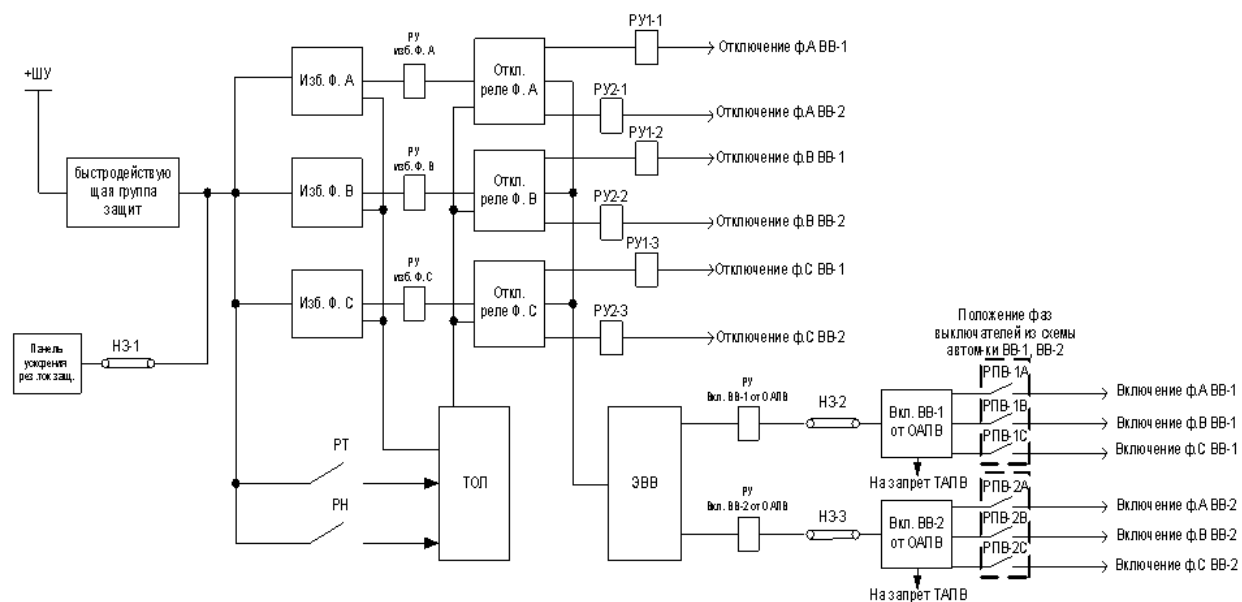 РУ1-1
РУ
изб. Ф. А
+ШУ
Изб. Ф. А
Откл.
реле Ф. А
Отключение ф.А ВВ-1
РУ2-1
Отключение ф.А ВВ-2
РУ1-2
быстродействую
щая группа
защит
РУ
изб. Ф. В
Изб. Ф. В
Откл.
реле Ф. В
Отключение ф.В ВВ-1
РУ2-2
Отключение ф.В ВВ-2
РУ1-3
РУ
изб. Ф. С
Изб. Ф. С
Откл.
реле Ф. С
Отключение ф.С ВВ-1
РУ2-3
Отключение ф.С ВВ-2
Панель
ускорения
рез .ток защ.
НЗ-1
Положение фаз
выключателей из схемы
автом-ки ВВ-1, ВВ-2
РУ
Вкл. ВВ-1 от ОАПВ
НЗ-2
Вкл. ВВ-1
от ОАПВ
РПВ-1А
Включение ф.А ВВ-1
РПВ-1В
Включение ф.В ВВ-1
РПВ-1С
Включение ф.С ВВ-1
На запрет ТАПВ
РТ
РН
ТОЛ
ЭВВ
РУ
Вкл. ВВ-2 от ОАПВ
НЗ-3
Вкл. ВВ-2
от ОАПВ
РПВ-2А
Включение ф.А ВВ-2
РПВ-2В
Включение ф.В ВВ-2
РПВ-2С
Включение ф.С ВВ-2
На запрет ТАПВ